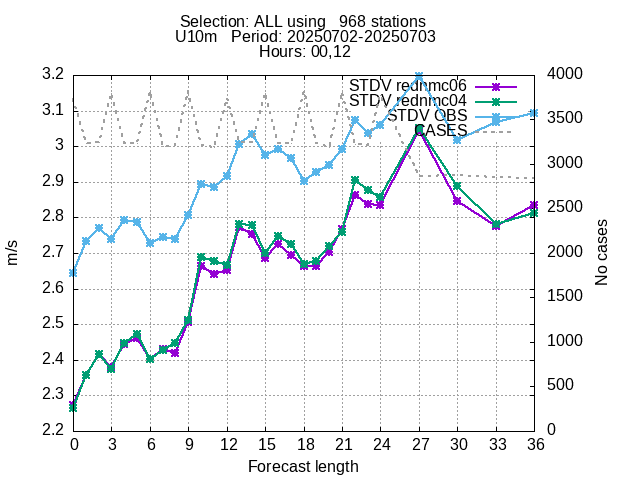 Selection: ALL using   968 stations
U10m   Period: 20250702-20250703
Hours: 00,12
STDV rednmc06
STDV rednmc04
STDV OBS
CASES
3.2
3.1
3
2.9
2.8
2.7
2.6
2.5
2.4
2.3
2.2
m/s
4000
3500
3000
2500
2000
1500
1000
500
0
No cases
0 3 6 9 12 15 18 21 24 27 30 33 36
Forecast length